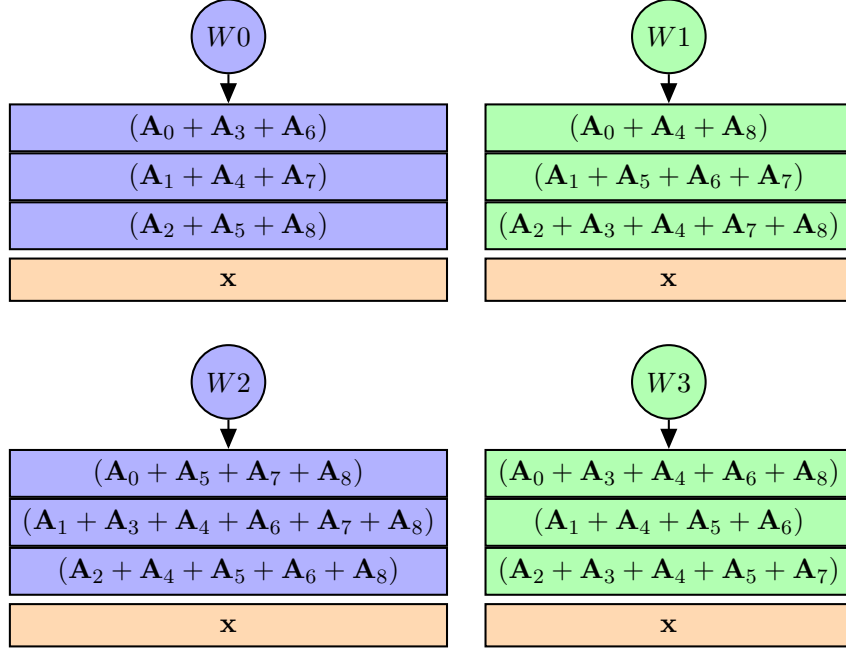 W0
(A₀ + A₃ + A₆)
(A₁ + A₄ + A₇)
(A₂ + A₅ + A₈)
x
W1
(A₀ + A₄ + A₈)
(A₁ + A₅ + A₆ + A₇)
(A₂ + A₃ + A₄ + A₇ + A₈)
x
W2
(A₀ + A₅ + A₇ + A₈)
(A₁ + A₃ + A₄ + A₆ + A₇ + A₈)
(A₂ + A₄ + A₅ + A₆ + A₈)
x
W3
(A₀ + A₃ + A₄ + A₆ + A₈)
(A₁ + A₄ + A₅ + A₆)
(A₂ + A₃ + A₄ + A₅ + A₇)
x